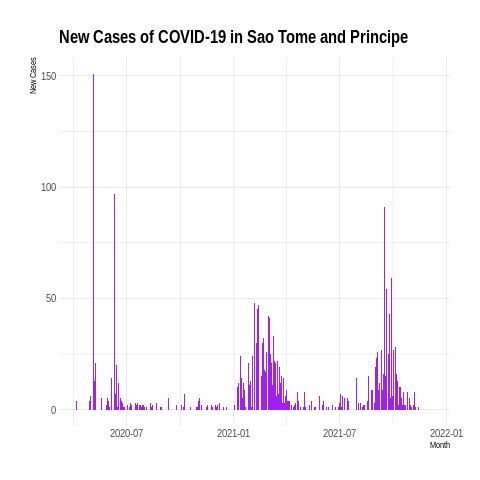 New Cases of COVID-19 in Sao Tome and Principe
New Cases
150
100
50
0
2020-07
2021-01
2021-07
2022-01
Month